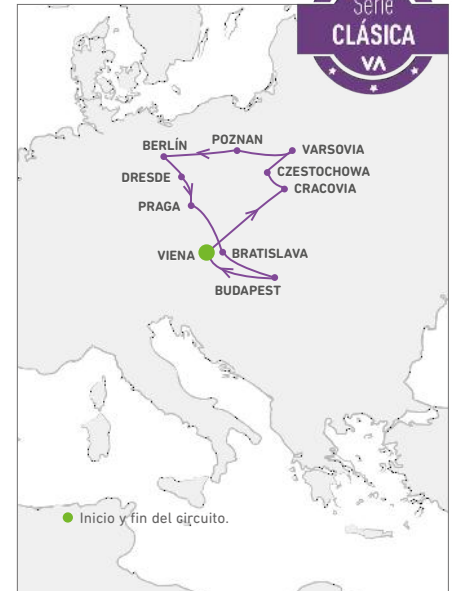 Serie
CLÁSICA
VA
BERLÍN
POZNAN
VARSOVIA
DRESDE
CZESTOCHOWA
CRACOVIA
PRAGA
VIENA
BRATISLAVA
BUDAPEST
Inicio y fin del circuito.